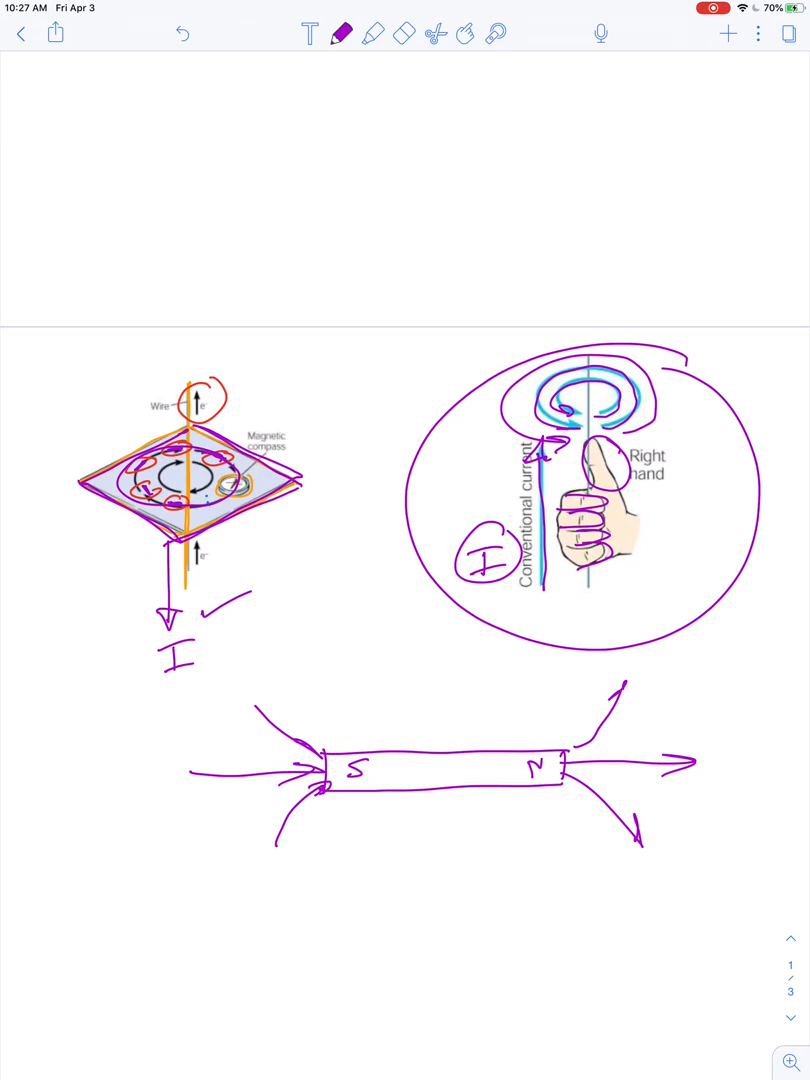 10:27 AM Fri Apr 3
70%
T
Wire
e-
Magnetic
compass
e-
I
Conventional current
Right
hand
I
S
N
1
/
3